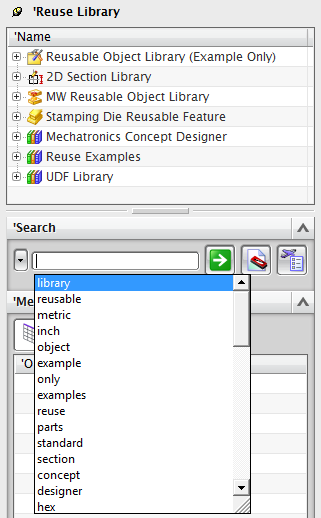 'Reuse Library
'Name
Reusable Object Library (Example Only)
2D Section Library
MW Reusable Object Library
Stamping Die Reusable Feature
Mechatronics Concept Designer
Reuse Examples
UDF Library
'Search
library
'Me
reusable
metric
inch
object
'O
example
only
examples
reuse
parts
standard
section
concept
designer
hex